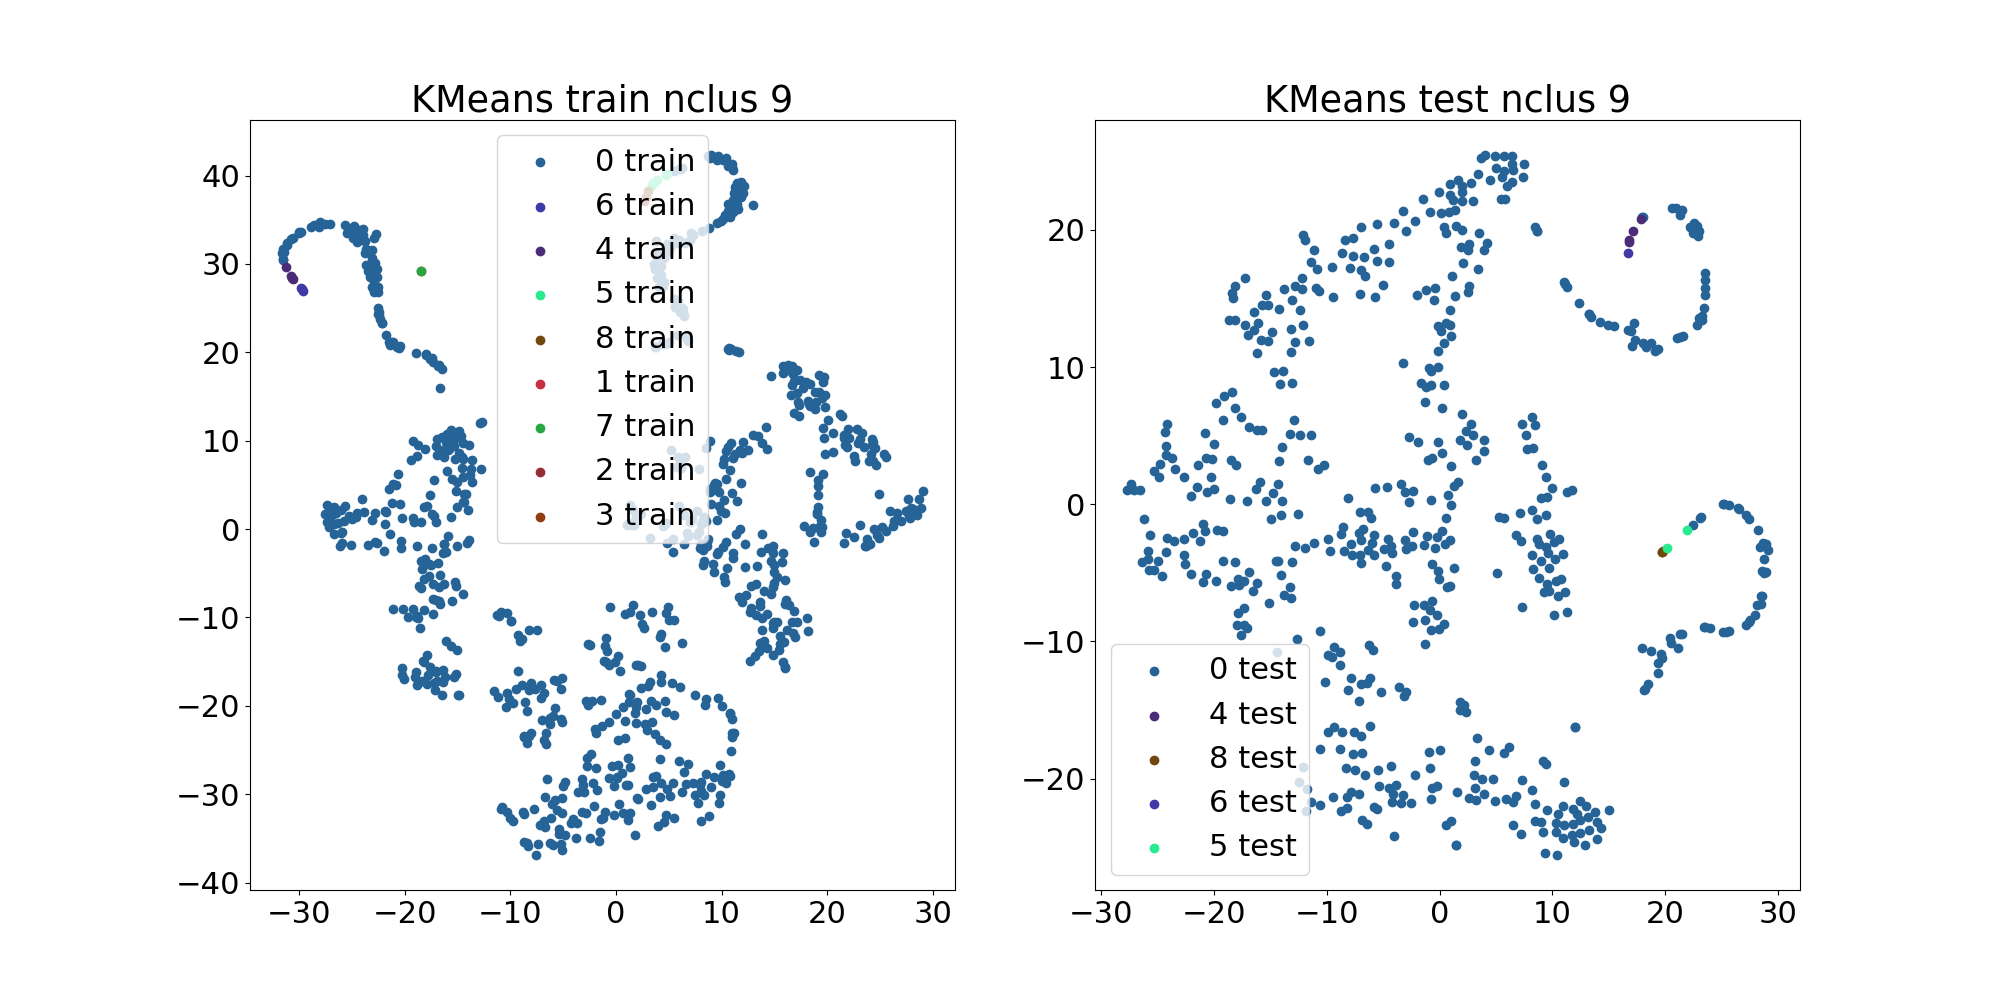 KMeans train nclus 9
40
30
20
10
0
−10
−20
−30
−40
−30 −20 −10 0 10 20 30
0 train
6 train
4 train
5 train
8 train
1 train
7 train
2 train
3 train
KMeans test nclus 9
20
10
0
−10
−20
−30 −20 −10 0 10 20 30
0 test
4 test
8 test
6 test
5 test